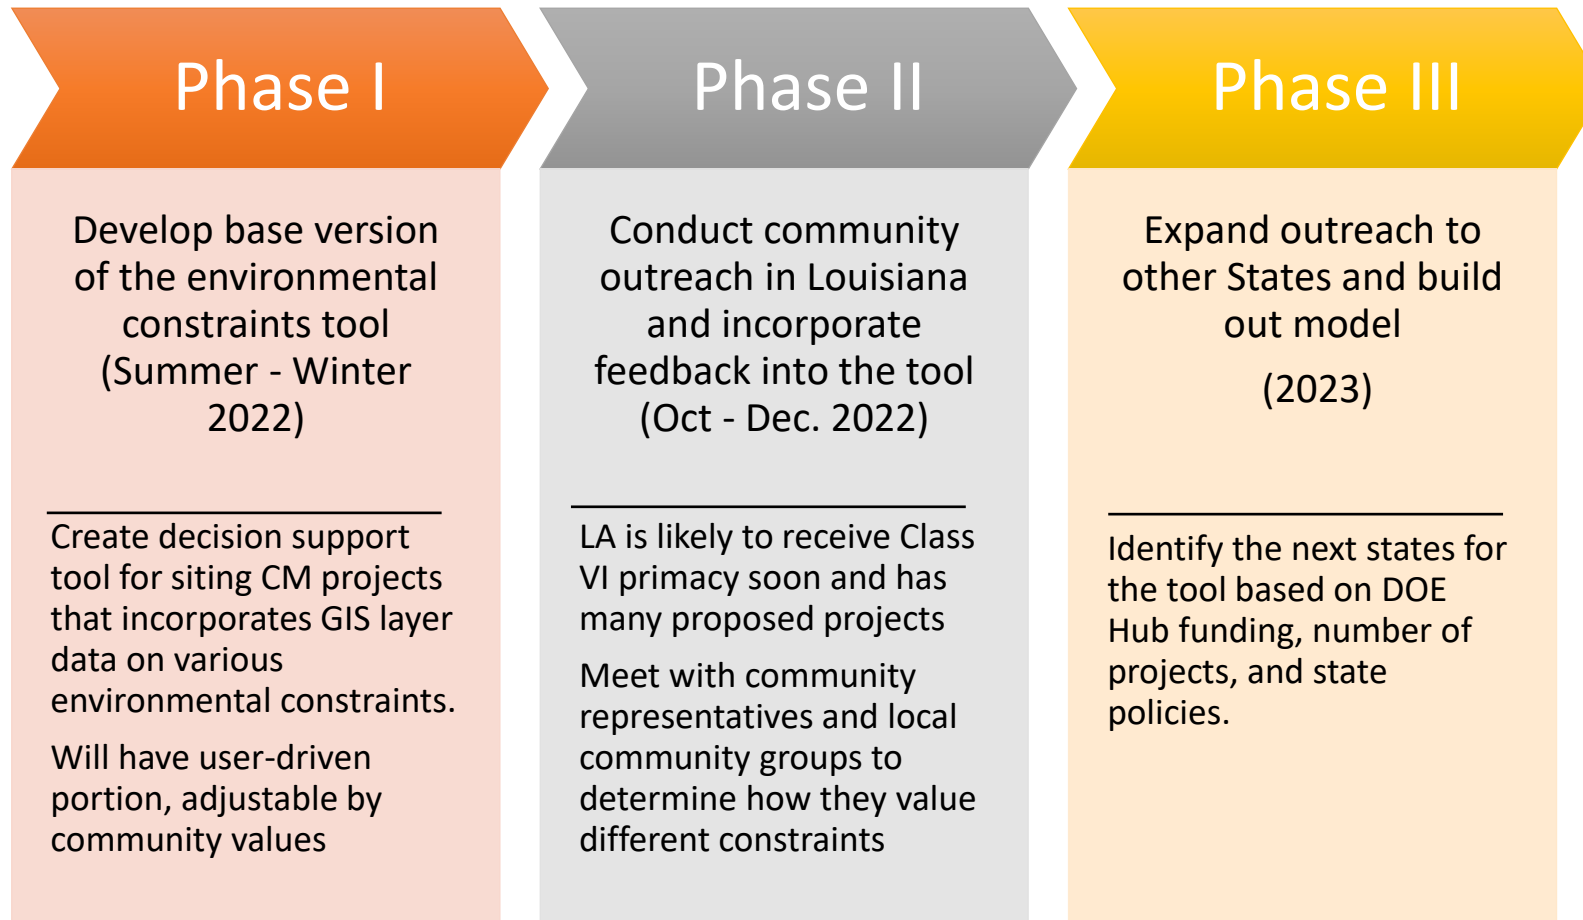 Phase I
Develop base version
of the environmental
constraints tool
(Summer - Winter
2022)
Create decision support
tool for siting CM projects
that incorporates GIS layer
data on various
environmental constraints.
Will have user-driven
portion, adjustable by
community values
Phase II
Conduct community
outreach in Louisiana
and incorporate
feedback into the tool
(Oct - Dec. 2022)
LA is likely to receive Class
VI primacy soon and has
many proposed projects
Meet with community
representatives and local
community groups to
determine how they value
different constraints
Phase III
Expand outreach to
other States and build
out model
(2023)
Identify the next states for
the tool based on DOE
Hub funding, number of
projects, and state
policies.